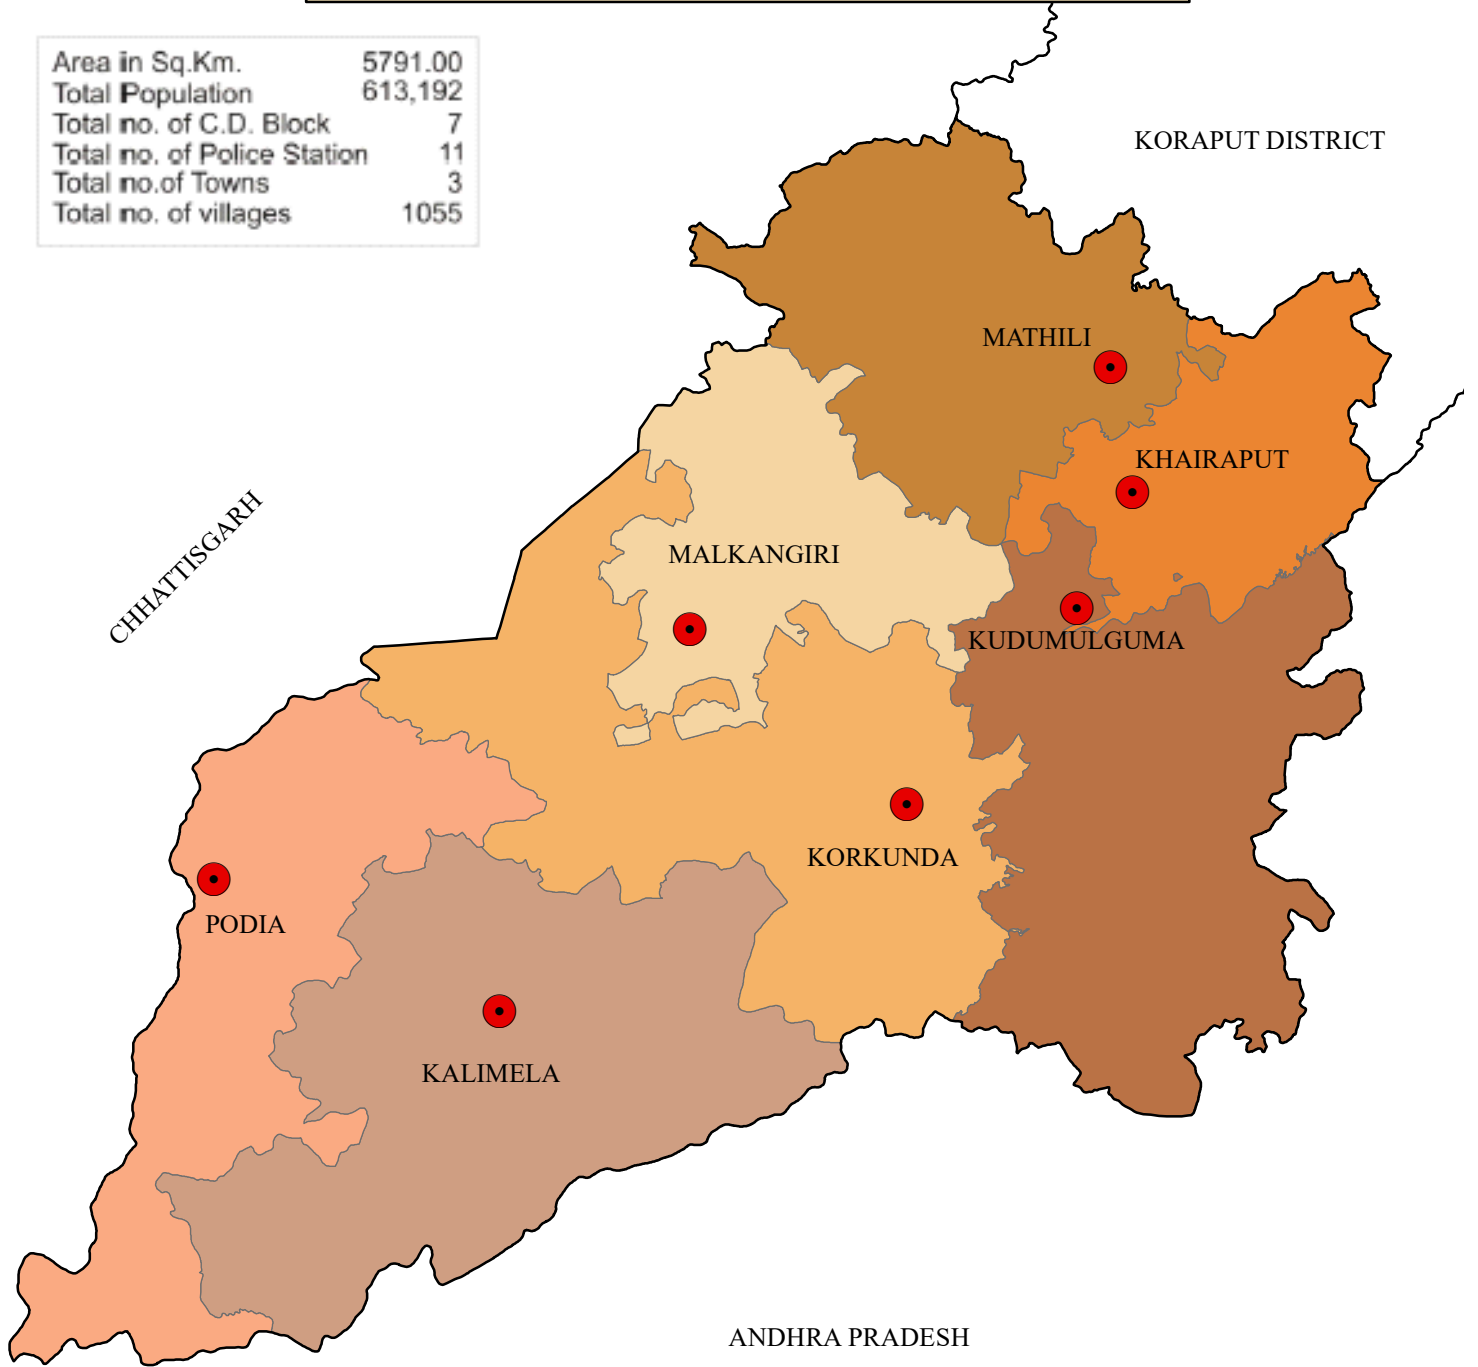 Area in Sq.Km. 5791.00
Total Population 613,192
Total no. of C.D. Block 7
Total no. of Police Station 11
Total no.of Towns 3
Total no. of villages 1055
KORAPUT DISTRICT
MATHILI
KHAIRAPUT
CHHATTISGARH
MALKANGIRI
KUDUMULGUMA
KORKUNDA
PODIA
KALIMELA
ANDHRA PRADESH